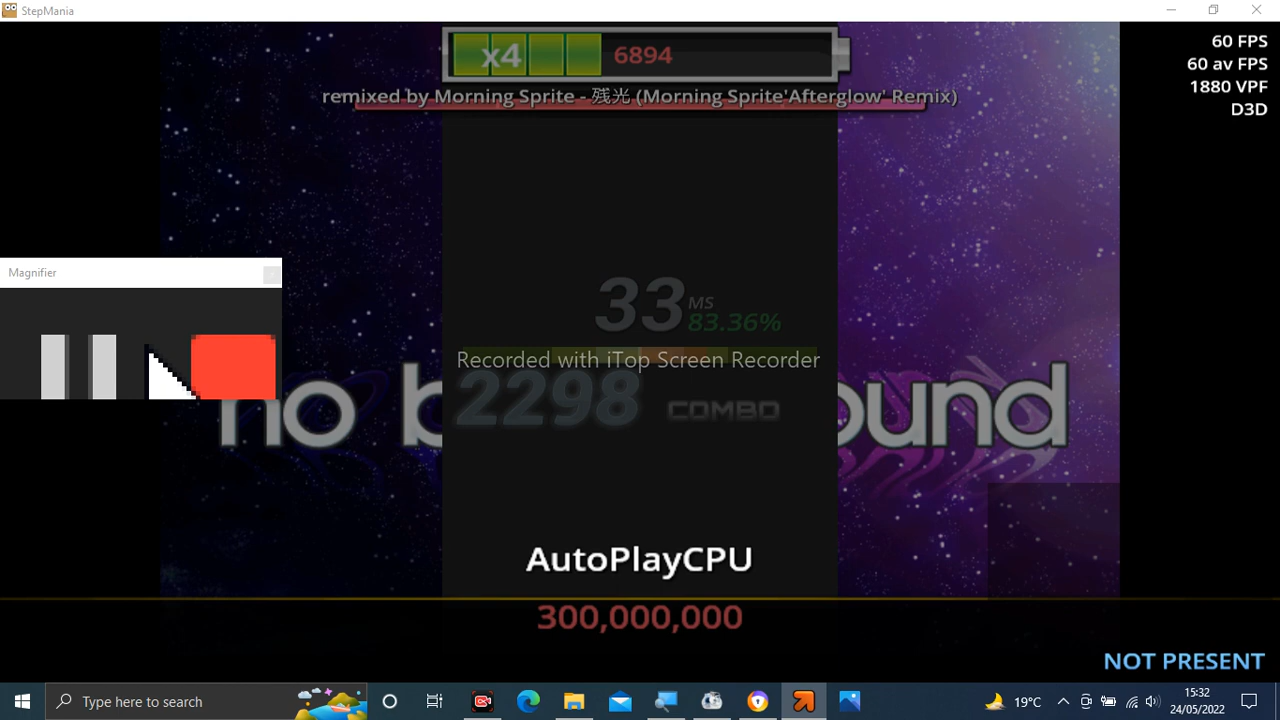 StepMania
x4 6894
60 FPS
60 av FPS
1880 VPF
D3D
remixed by Morning Sprite - 残光 (Morning Sprite'Afterglow' Remix)
Magnifier
33 MS
83.36%
Recorded with iTop Screen Recorder
no b ound
2298 COMBO
AutoPlayCPU
300,000,000
NOT PRESENT
Type here to search
19°C
15:32
24/05/2022